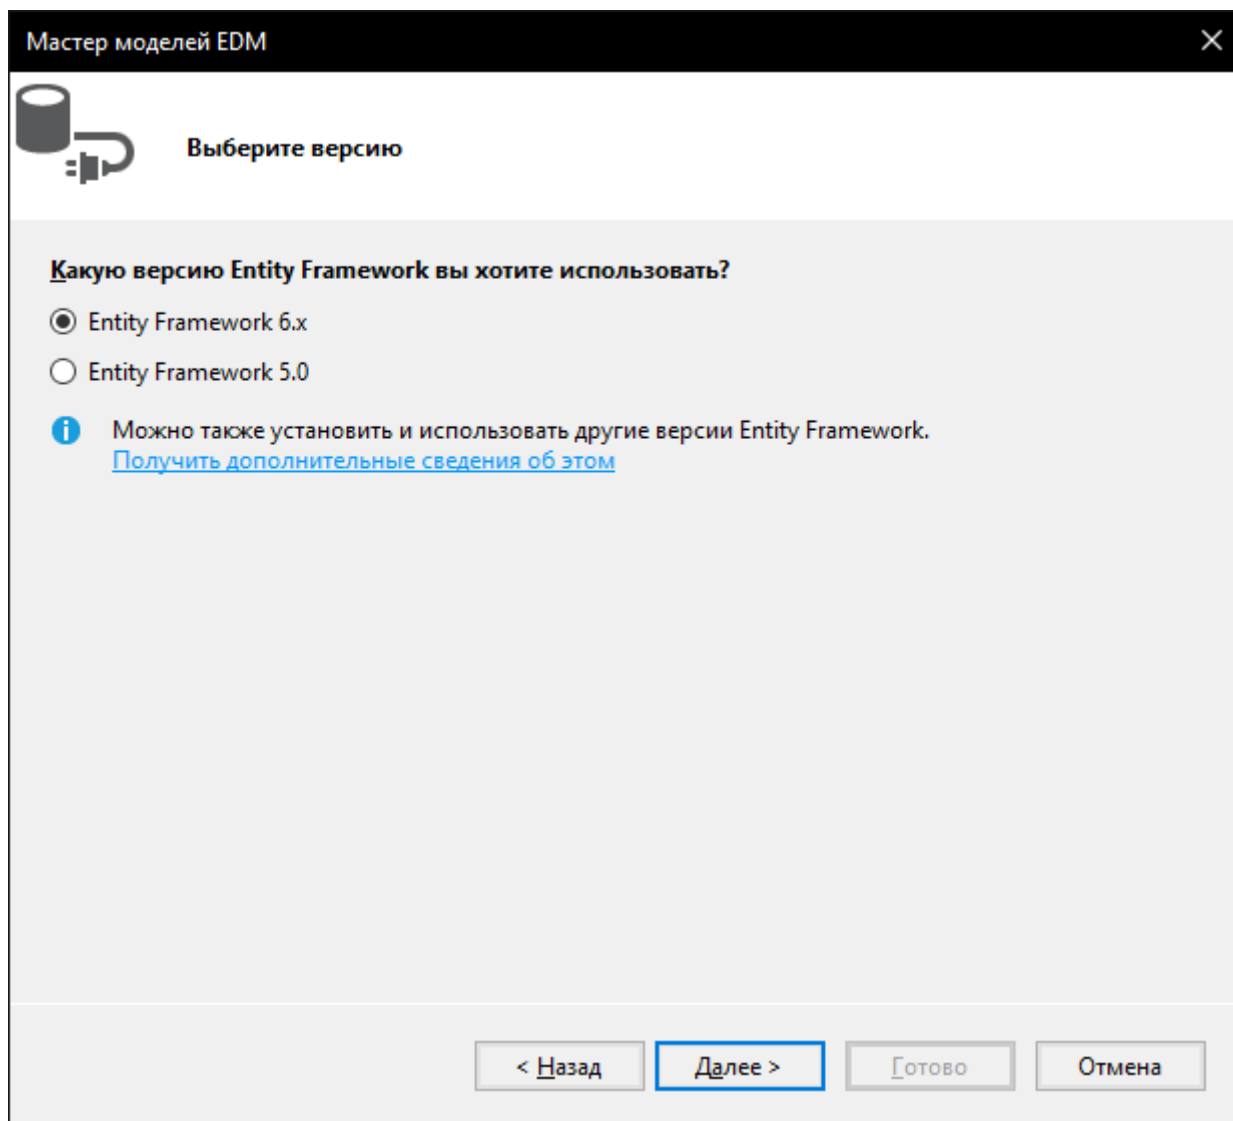 Мастер моделей EDM
Выберите версию
Какую версию Entity Framework вы хотите использовать?
Entity Framework 6.x
Entity Framework 5.0
Можно также установить и использовать другие версии Entity Framework.
Получить дополнительные сведения об этом
< Назад Далее > Готово Отмена